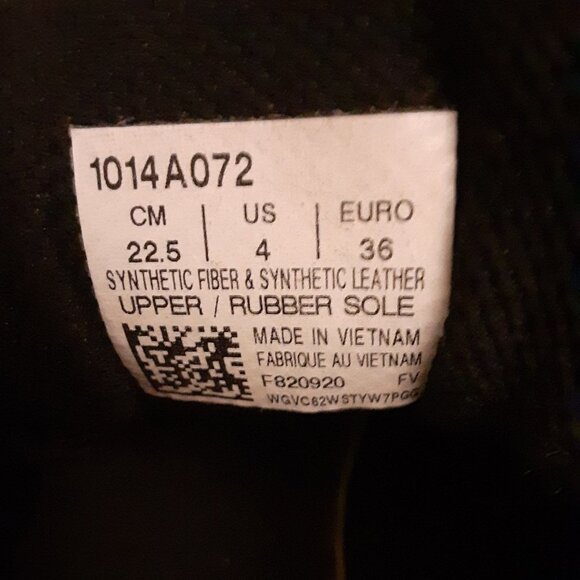 1014A072
CM | US | EURO
22.5 | 4 | 36
SYNTHETIC FIBER & SYNTHETIC LEATHER
UPPER / RUBBER SOLE
MADE IN VIETNAM
FABRIQUE AU VIETNAM
F820920 FV